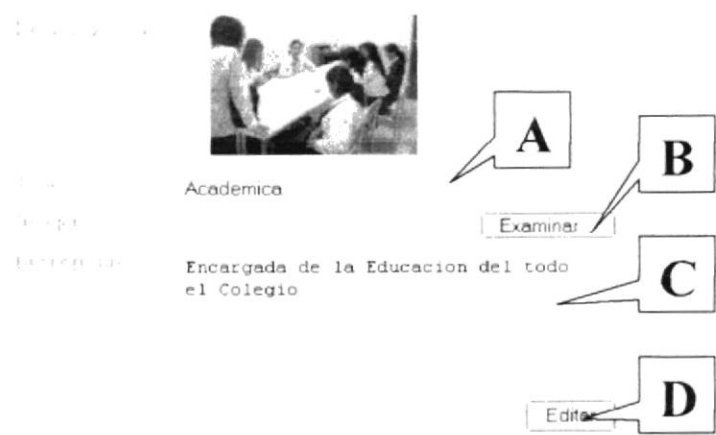 A
B
Academica
Examinar
Encargada de la Educacion del todo
el Colegio
C
Editar
D